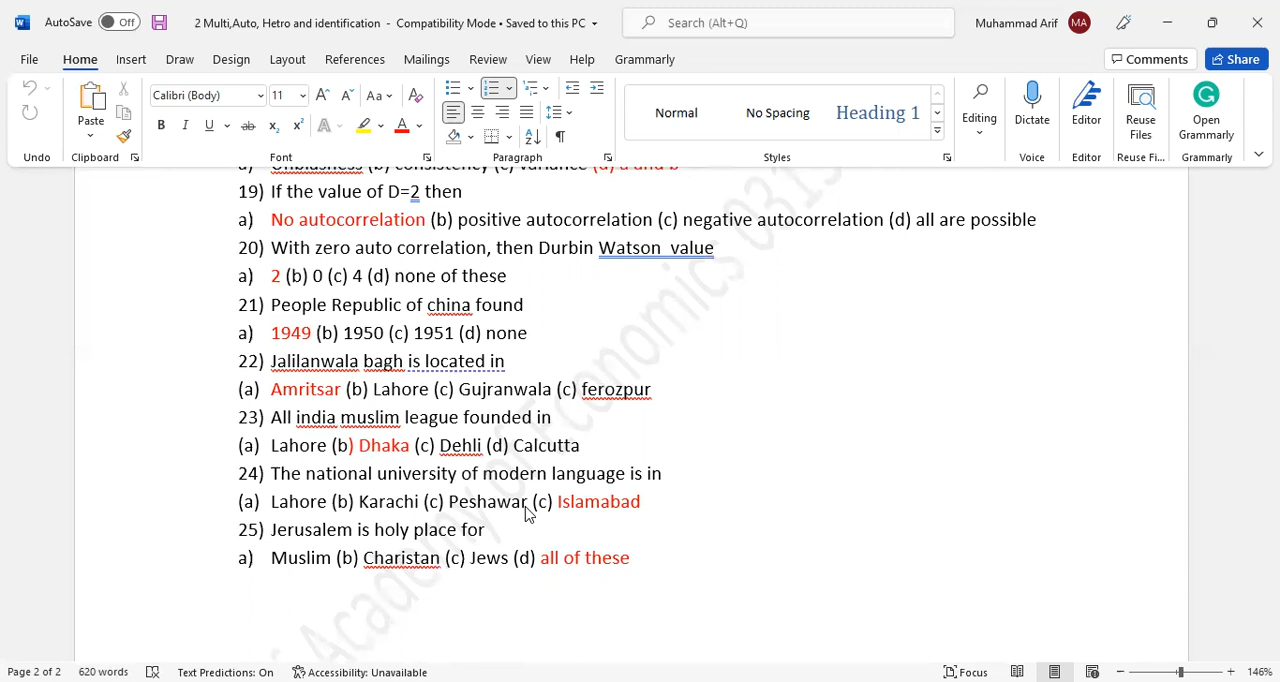 AutoSave Off 2 Multi,Auto, Hetro and identification - Compatibility Mode • Saved to this PC Search (Alt+Q) Muhammad Arif MA
File Home Insert Draw Design Layout References Mailings Review View Help Grammarly Comments Share
Calibri (Body) 11 Aa
Paste Normal No Spacing Heading 1 Editing Dictate Editor Reuse Files Open Grammarly
Undo Clipboard Font Paragraph Styles Voice Editor Reuse Fi... Grammarly
a) Unbiasness (b) consistency (c) variance (d) a and b
19) If the value of D=2 then
a) No autocorrelation (b) positive autocorrelation (c) negative autocorrelation (d) all are possible
20) With zero auto correlation, then Durbin Watson value
a) 2 (b) 0 (c) 4 (d) none of these
21) People Republic of china found
a) 1949 (b) 1950 (c) 1951 (d) none
22) Jalilanwala bagh is located in
(a) Amritsar (b) Lahore (c) Gujranwala (c) ferozpur
23) All india muslim league founded in
(a) Lahore (b) Dhaka (c) Dehli (d) Calcutta
24) The national university of modern language is in
(a) Lahore (b) Karachi (c) Peshawar (c) Islamabad
25) Jerusalem is holy place for
a) Muslim (b) Charistan (c) Jews (d) all of these
Academy of Economics
Page 2 of 2 620 words Text Predictions: On Accessibility: Unavailable Focus 146%